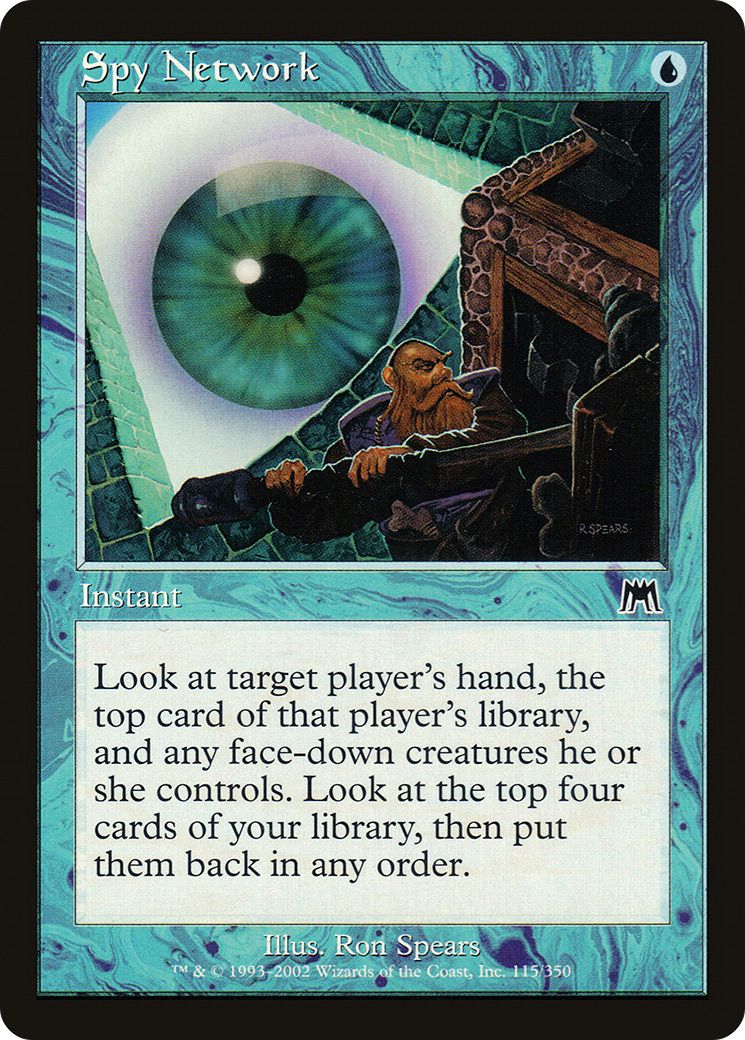 Spy Network
R.SPEARS.
Instant
Look at target player's hand, the
top card of that player's library,
and any face-down creatures he or
she controls. Look at the top four
cards of your library, then put
them back in any order.
Illus. Ron Spears
™ & © 1993–2002 Wizards of the Coast, Inc. 115/350